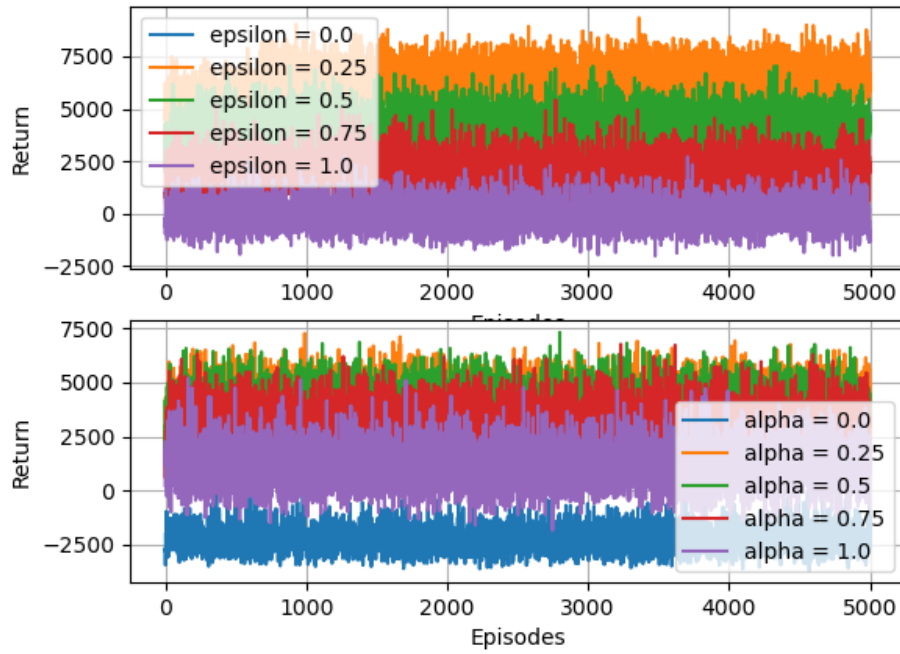 7500
5000
2500
0
−2500
Return
epsilon = 0.0
epsilon = 0.25
epsilon = 0.5
epsilon = 0.75
epsilon = 1.0
0 1000 2000 3000 4000 5000
Episodes
7500
5000
2500
0
−2500
Return
alpha = 0.0
alpha = 0.25
alpha = 0.5
alpha = 0.75
alpha = 1.0
0 1000 2000 3000 4000 5000
Episodes